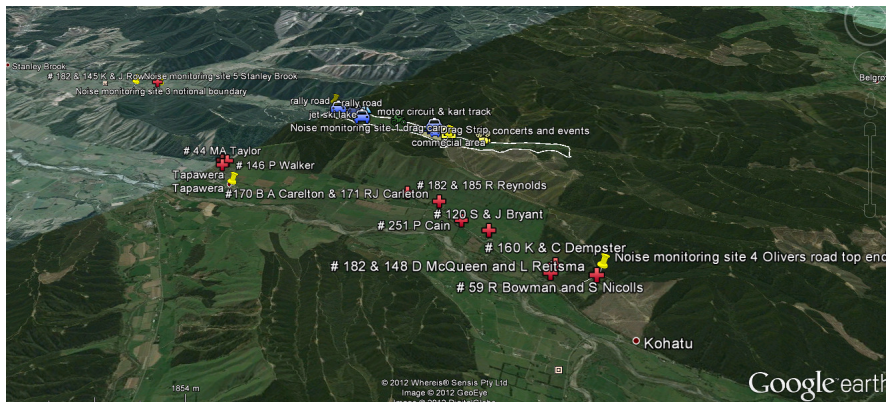 Stanley Brook
# 182 & 145 K & J Row
Noise monitoring site 5 Stanley Brook
Noise monitoring site 3 notional boundary
rally road
rally road
jet ski lake
motor circuit & kart track
Noise monitoring site 1
drag car
Drag Strip
concerts and events
commecial area
# 44 MA Taylor
# 146 P Walker
Tapawera
Tapawera
#170 B A Carelton & 171 RJ Carleton
# 182 & 185 R Reynolds
# 120 S & J Bryant
# 251 P Cain
# 160 K & C Dempster
Noise monitoring site 4 Olivers road top end
# 182 & 148 D McQueen and L Reitsma
# 59 R Bowman and S Nicolls
Kohatu
1854 m
© 2012 Whereis® Sensis Pty Ltd
Image © 2012 GeoEye
Image © 2012 DigitalGlobe
Google earth